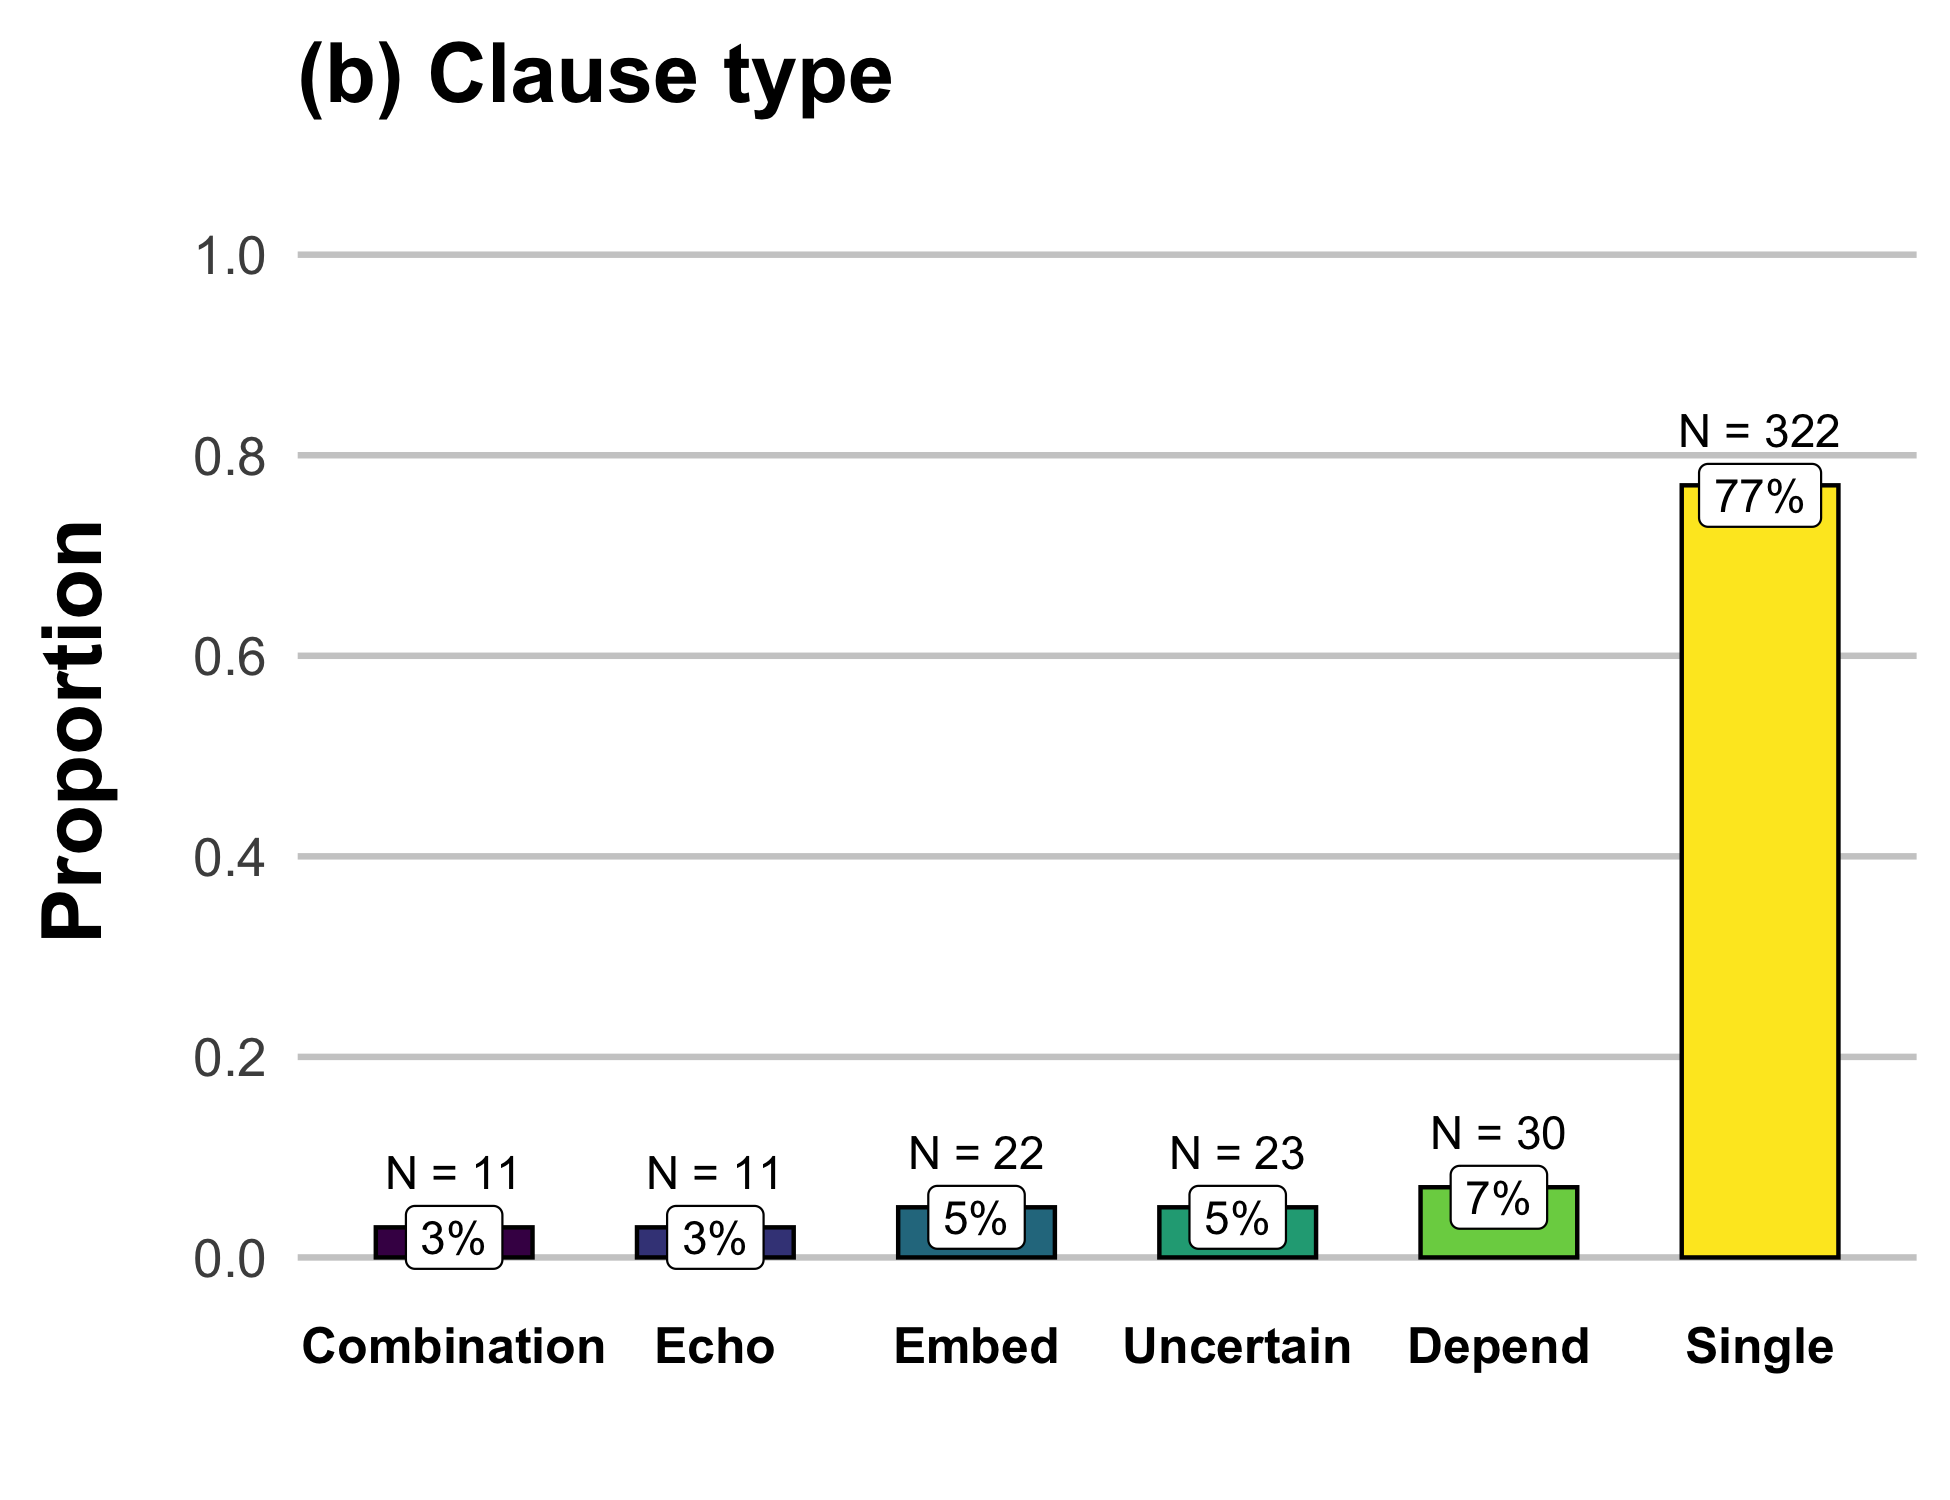 (b) Clause type
Proportion
1.0
0.8
0.6
0.4
0.2
0.0
N = 11
3%
N = 11
3%
N = 22
5%
N = 23
5%
N = 30
7%
N = 322
77%
Combination
Echo
Embed
Uncertain
Depend
Single